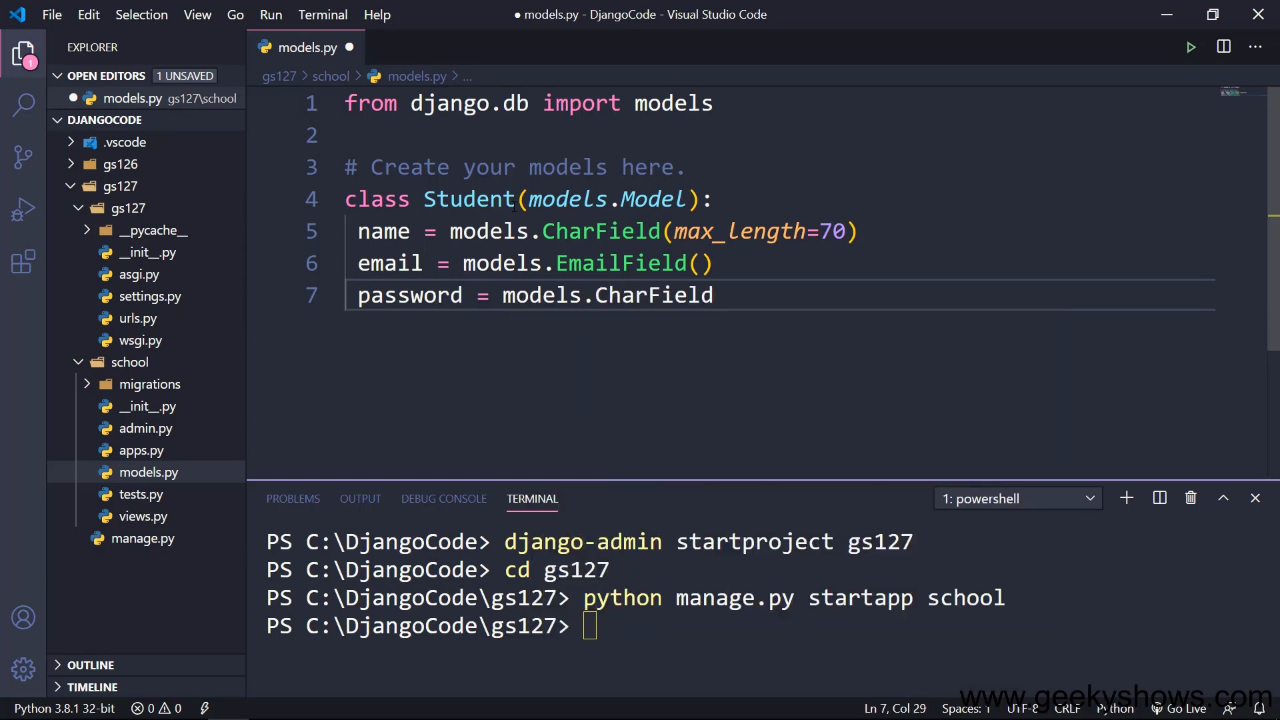 File Edit Selection View Go Run Terminal Help
● models.py - DjangoCode - Visual Studio Code
EXPLORER
OPEN EDITORS 1 UNSAVED
models.py gs127\school
DJANGOCODE
.vscode
gs126
gs127
gs127
__pycache__
__init__.py
asgi.py
settings.py
urls.py
wsgi.py
school
migrations
__init__.py
admin.py
apps.py
models.py
tests.py
views.py
manage.py
OUTLINE
TIMELINE
1
models.py
gs127 > school > models.py > ...
1 from django.db import models
2
3 # Create your models here.
4 class Student(models.Model):
5 name = models.CharField(max_length=70)
6 email = models.EmailField()
7 password = models.CharField
PROBLEMS OUTPUT DEBUG CONSOLE TERMINAL 1: powershell
PS C:\DjangoCode> django-admin startproject gs127
PS C:\DjangoCode> cd gs127
PS C:\DjangoCode\gs127> python manage.py startapp school
PS C:\DjangoCode\gs127>
www.geekyshows.com
Python 3.8.1 32-bit 0 0 Ln 7, Col 29 Spaces: 1 UTF-8 CRLF Python Go Live